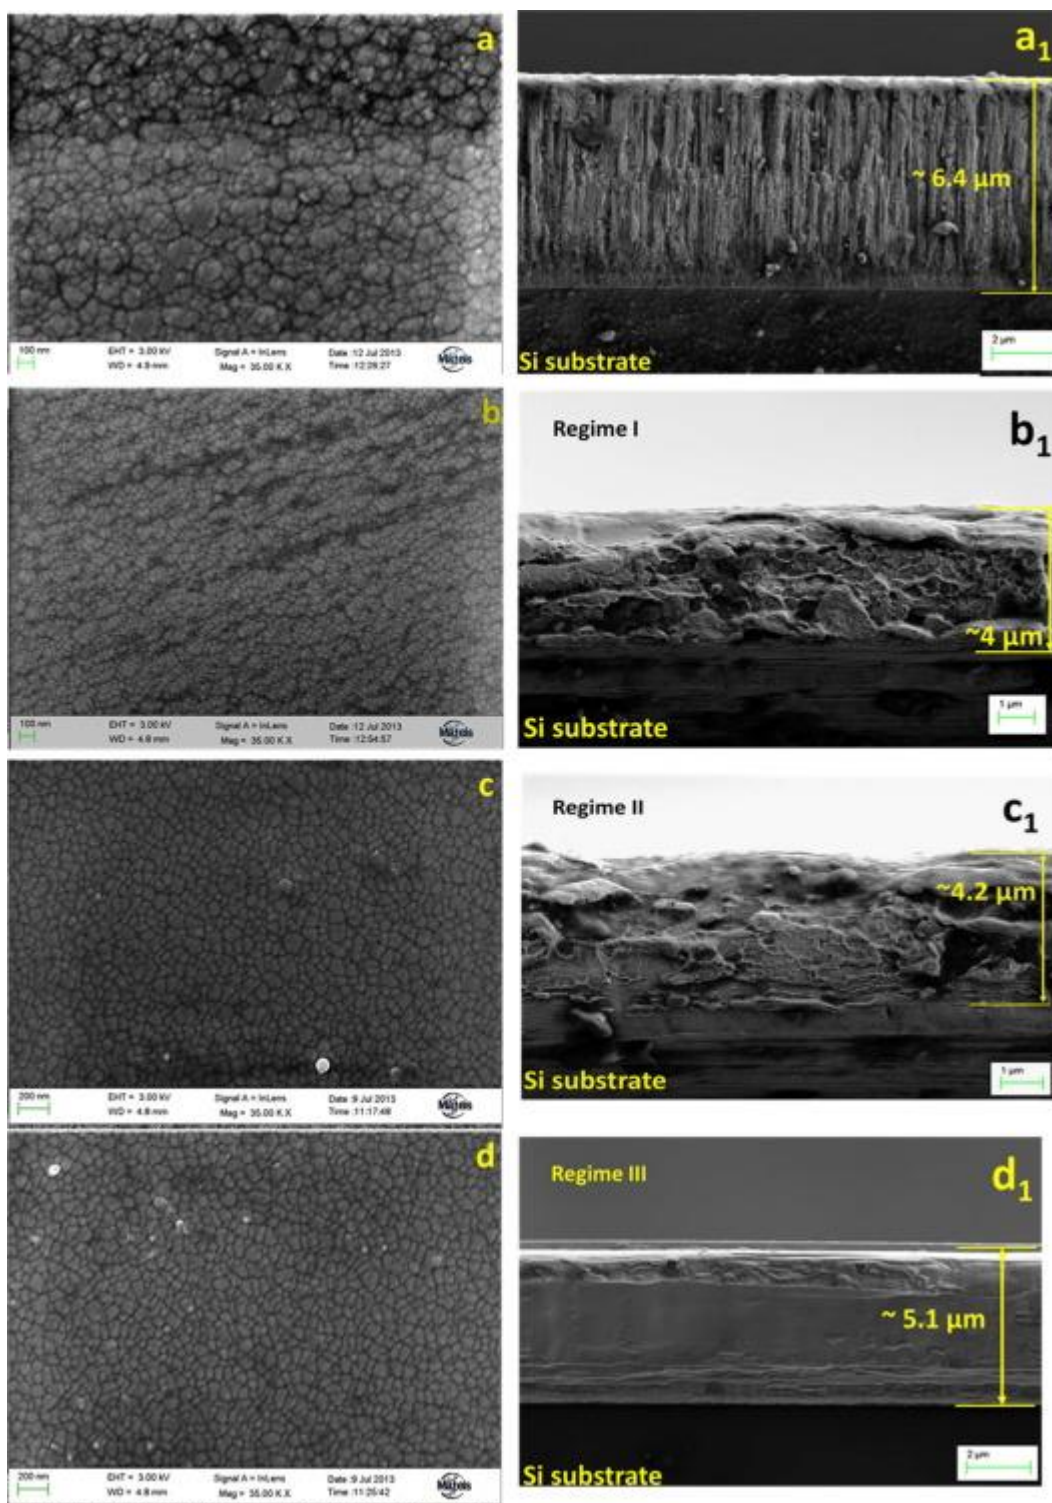 a
100 nm
EHT = 3.00 kV
Signal A = InLens
Date :12 Jul 2013
WD = 4.9 mm
Mag = 35.00 K X
Time :12:28:27
Mateis
a1
~ 6.4 µm
Si substrate
2 µm
b
100 nm
EHT = 3.00 kV
Signal A = InLens
Date :12 Jul 2013
WD = 4.8 mm
Mag = 35.00 K X
Time :12:54:57
Mateis
Regime I
b1
~4 µm
Si substrate
1 µm
c
200 nm
EHT = 3.00 kV
Signal A = InLens
Date :9 Jul 2013
WD = 4.8 mm
Mag = 35.00 K X
Time :11:17:48
Mateis
Regime II
c1
~4.2 µm
Si substrate
1 µm
d
200 nm
EHT = 3.00 kV
Signal A = InLens
Date :9 Jul 2013
WD = 4.8 mm
Mag = 35.00 K X
Time :11:25:42
Mateis
Regime III
d1
~ 5.1 µm
Si substrate
2 µm